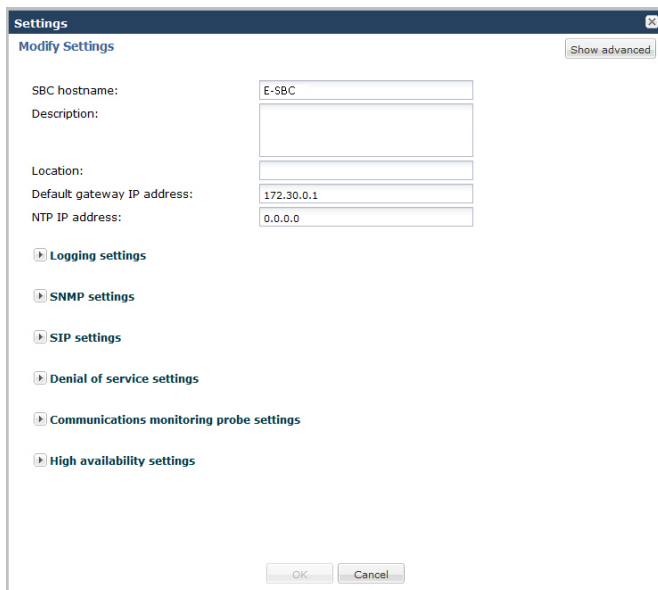 Settings
Modify Settings
Show advanced
SBC hostname: E-SBC
Description:
Location:
Default gateway IP address: 172.30.0.1
NTP IP address: 0.0.0.0
Logging settings
SNMP settings
SIP settings
Denial of service settings
Communications monitoring probe settings
High availability settings
OK Cancel